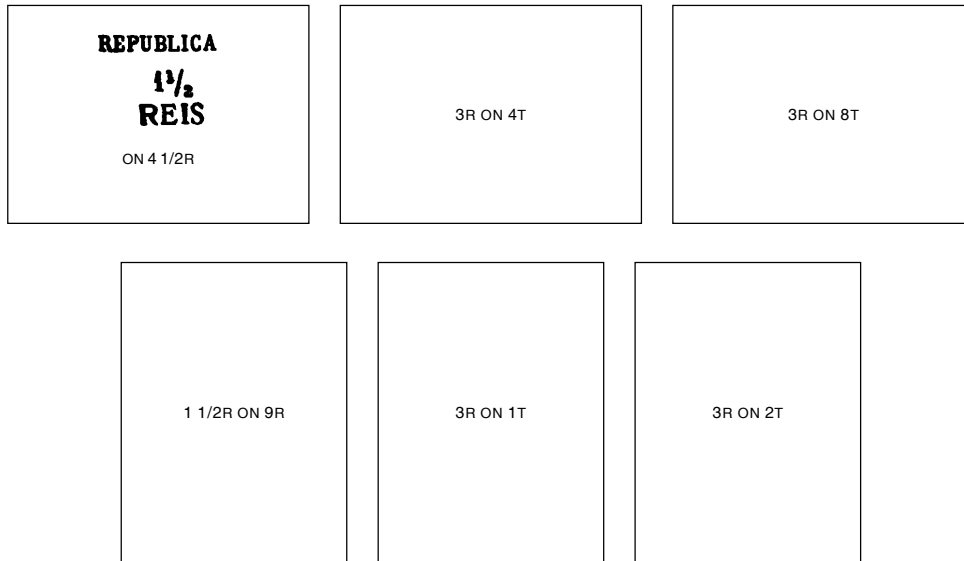 REPUBLICA
1½
REIS
ON 4 1/2R
3R ON 4T
3R ON 8T
1 1/2R ON 9R
3R ON 1T
3R ON 2T